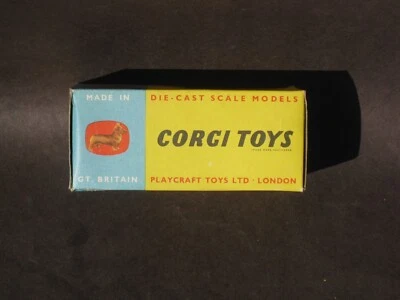 MADE IN
DIE-CAST SCALE MODELS
CORGI TOYS
GT. BRITAIN
PLAYCRAFT TOYS LTD · LONDON